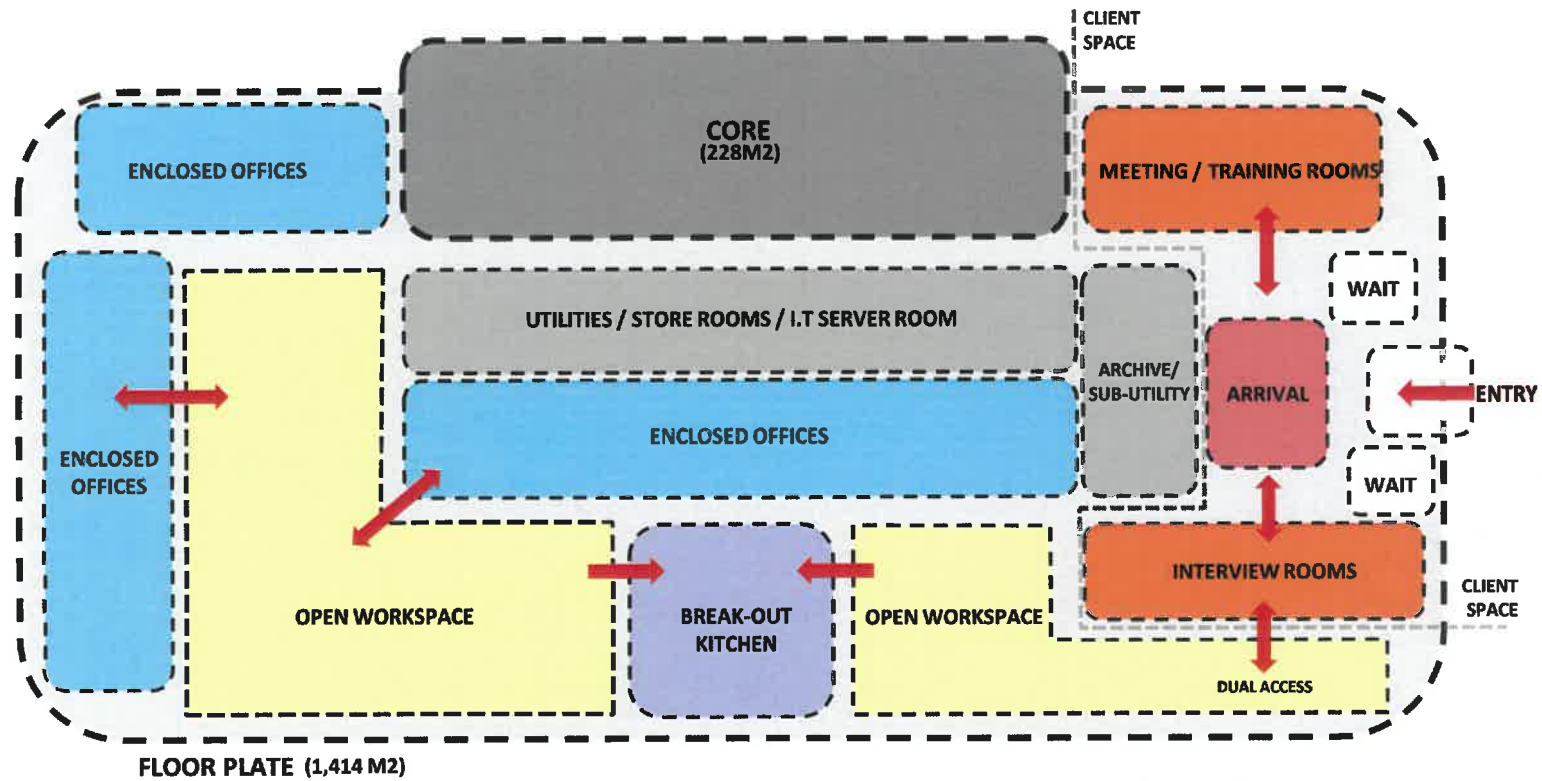 CLIENT
SPACE
CORE
(228M2)
ENCLOSED OFFICES
MEETING / TRAINING ROOMS
WAIT
UTILITIES / STORE ROOMS / I.T SERVER ROOM
ARCHIVE/
SUB-UTILITY
ARRIVAL
ENTRY
ENCLOSED OFFICES
ENCLOSED
OFFICES
WAIT
INTERVIEW ROOMS
CLIENT
SPACE
OPEN WORKSPACE
BREAK-OUT
KITCHEN
OPEN WORKSPACE
DUAL ACCESS
FLOOR PLATE (1,414 M2)